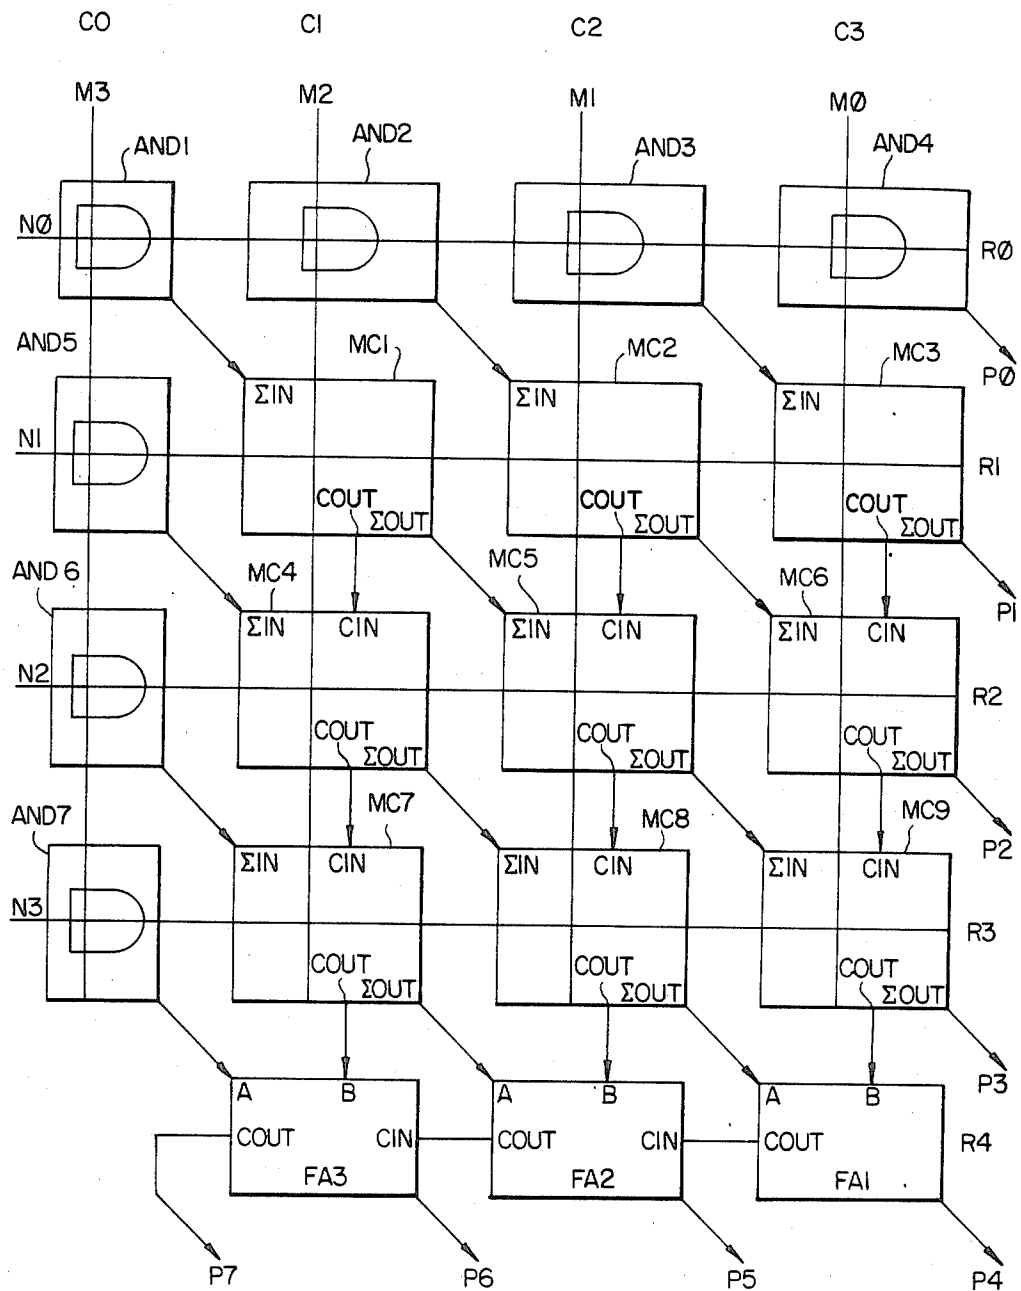 C0 C1 C2 C3
M3 M2 M1 MØ
AND1 AND2 AND3 AND4
NØ RØ
AND5 MC1 MC2 MC3 PØ
ΣIN ΣIN ΣIN
N1 R1
COUT COUT COUT
ΣOUT ΣOUT ΣOUT
AND6 MC4 MC5 MC6 P1
ΣIN CIN ΣIN CIN ΣIN CIN
N2 R2
COUT COUT COUT
ΣOUT ΣOUT ΣOUT
AND7 MC7 MC8 MC9 P2
ΣIN CIN ΣIN CIN ΣIN CIN
N3 R3
COUT COUT COUT
ΣOUT ΣOUT ΣOUT
P3
A B A B A B
COUT CIN COUT CIN COUT R4
FA3 FA2 FA1
P7 P6 P5 P4